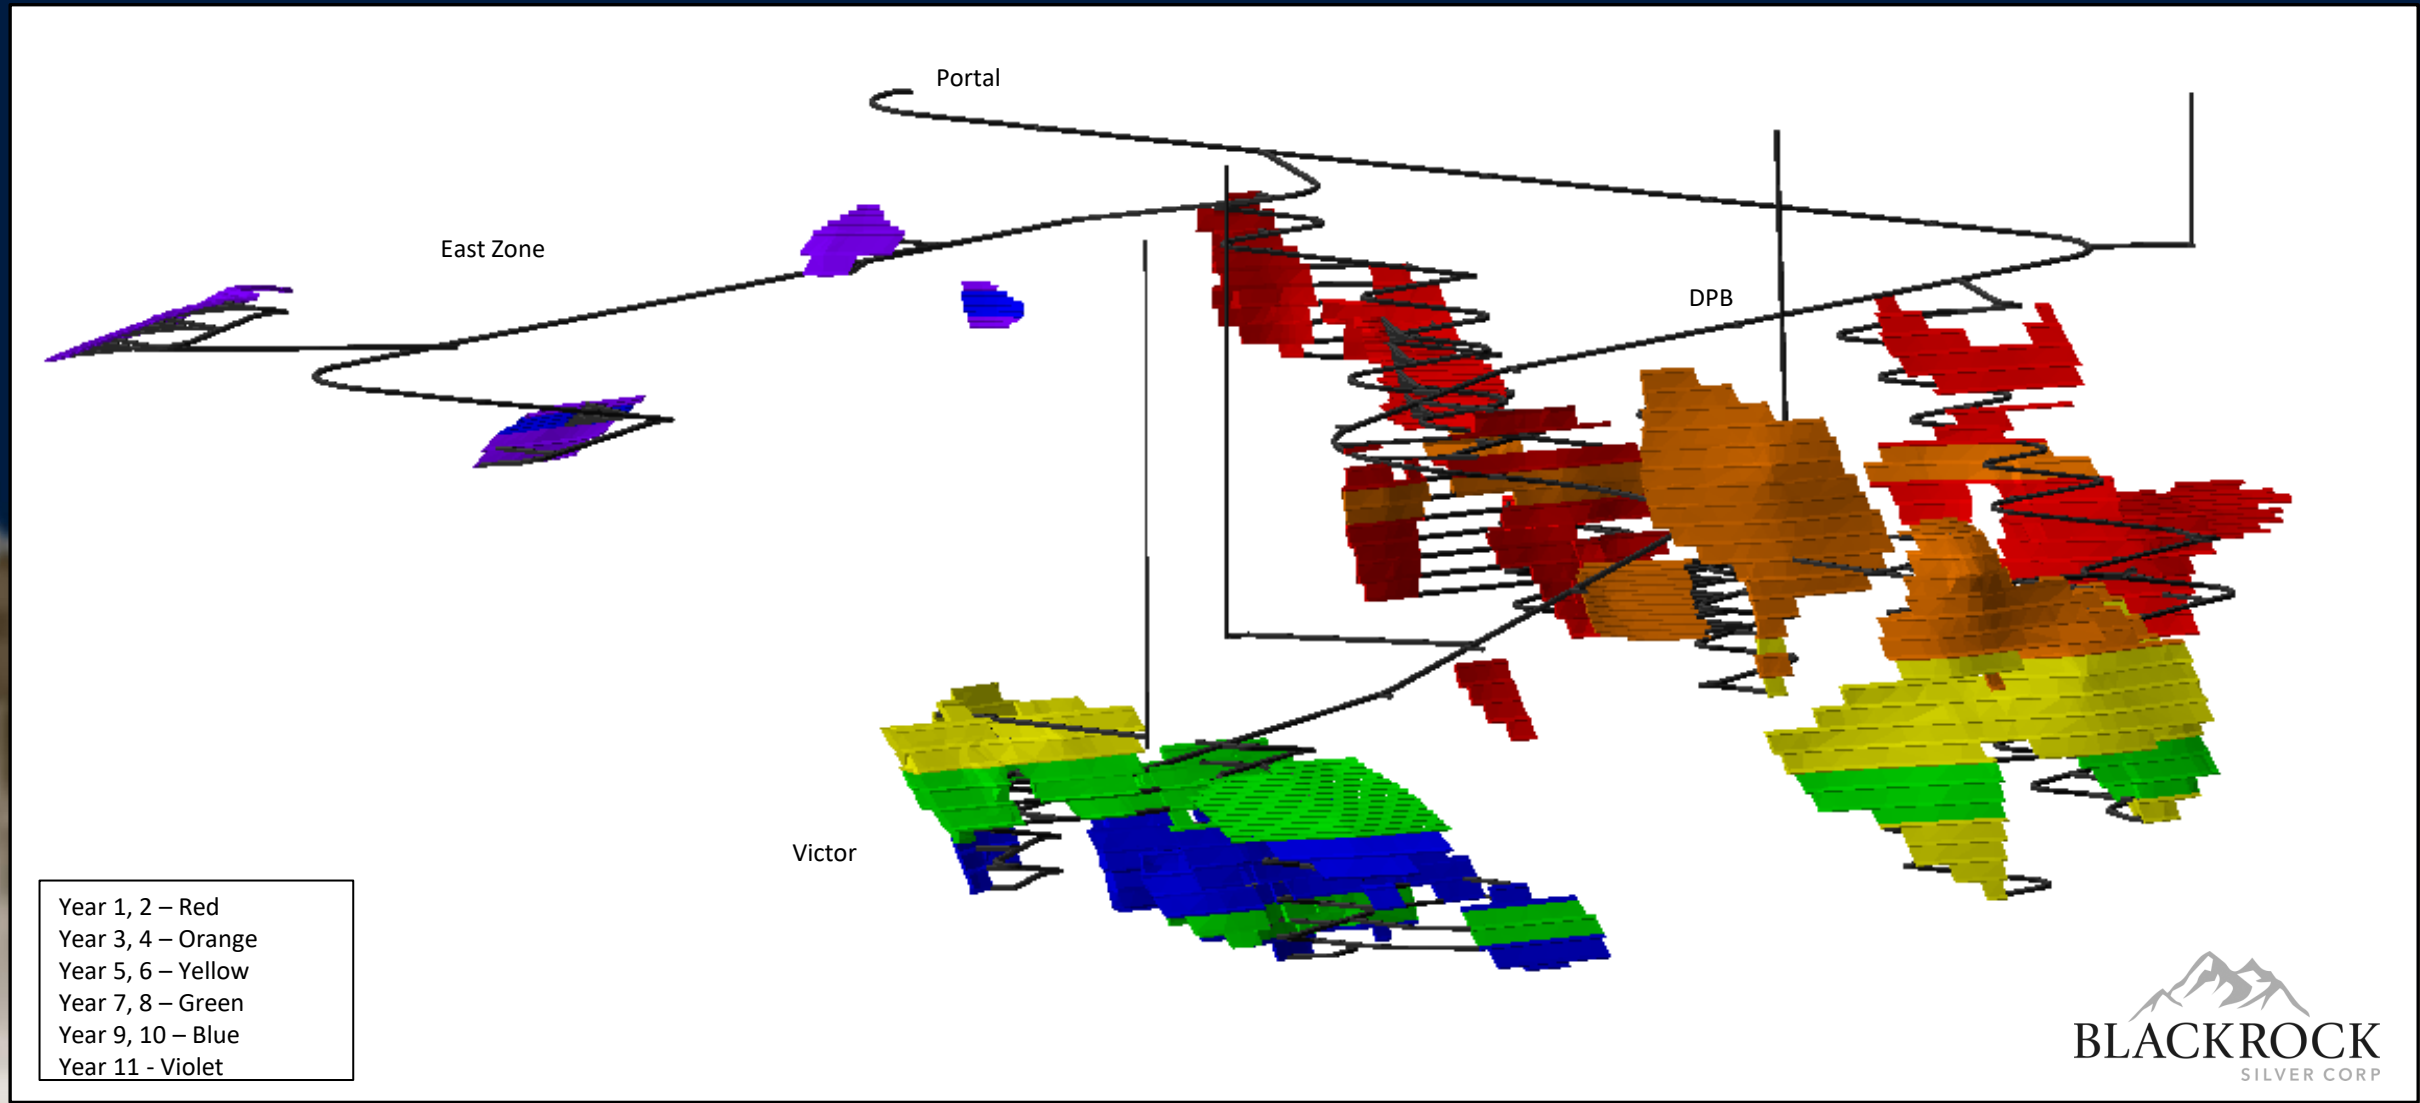 Portal
East Zone
DPB
Victor
Year 1, 2 – Red
Year 3, 4 – Orange
Year 5, 6 – Yellow
Year 7, 8 – Green
Year 9, 10 – Blue
Year 11 - Violet
BLACKROCK
SILVER CORP